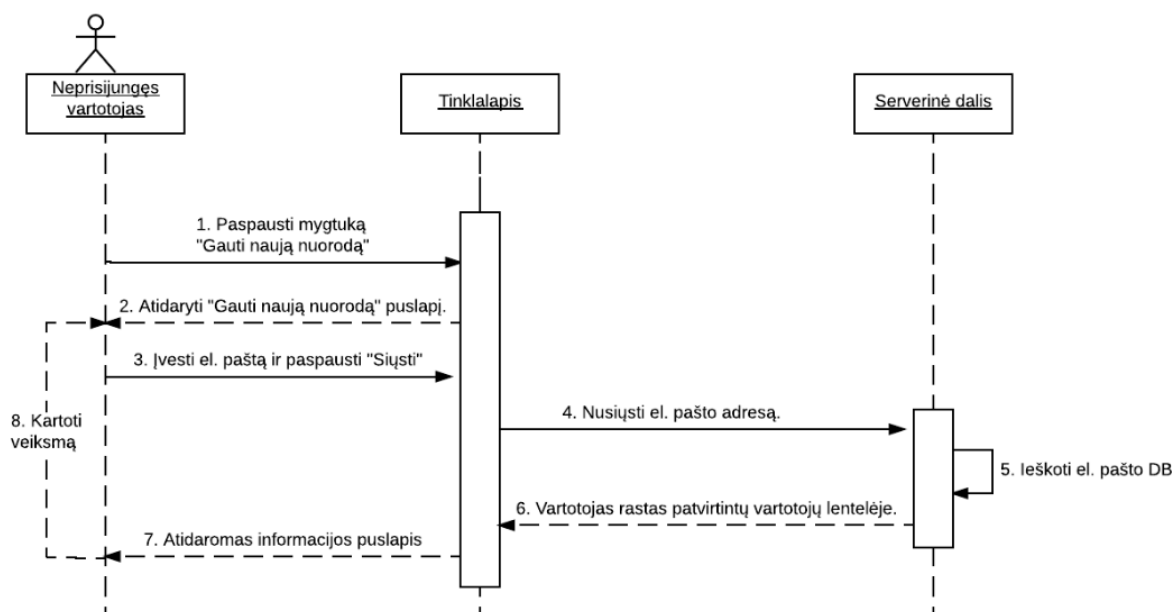 Neprisijungęs
vartotojas
Tinklalapis
Serverinė dalis
1. Paspausti mygtuką
"Gauti naują nuorodą"
2. Atidaryti "Gauti naują nuorodą" puslapį.
3. Įvesti el. paštą ir paspausti "Siųsti"
4. Nusiųsti el. pašto adresą.
5. Ieškoti el. pašto DB
6. Vartotojas rastas patvirtintų vartotojų lentelėje.
7. Atidaromas informacijos puslapis
8. Kartoti
veiksmą